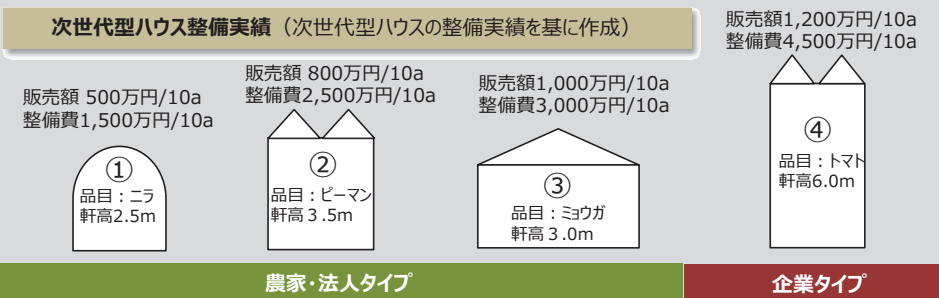 次世代型ハウス整備実績（次世代型ハウスの整備実績を基に作成）
販売額 500万円/10a
整備費1,500万円/10a
①
品目：ニラ
軒高2.5m
販売額 800万円/10a
整備費2,500万円/10a
②
品目：ピーマン
軒高３.5m
販売額1,000万円/10a
整備費3,000万円/10a
③
品目：ミョウガ
軒高３.0m
販売額1,200万円/10a
整備費4,500万円/10a
④
品目：トマト
軒高6.0m
農家・法人タイプ
企業タイプ